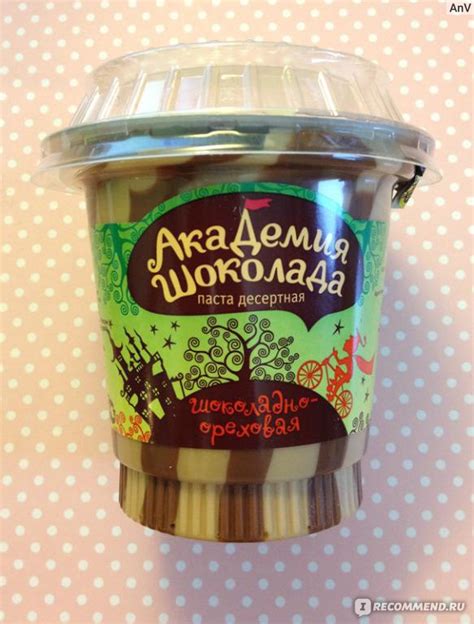 AnV
АкаДемия
Шоколада
паста десертная
шоколадно-
ореховая
I RECOMMEND.RU